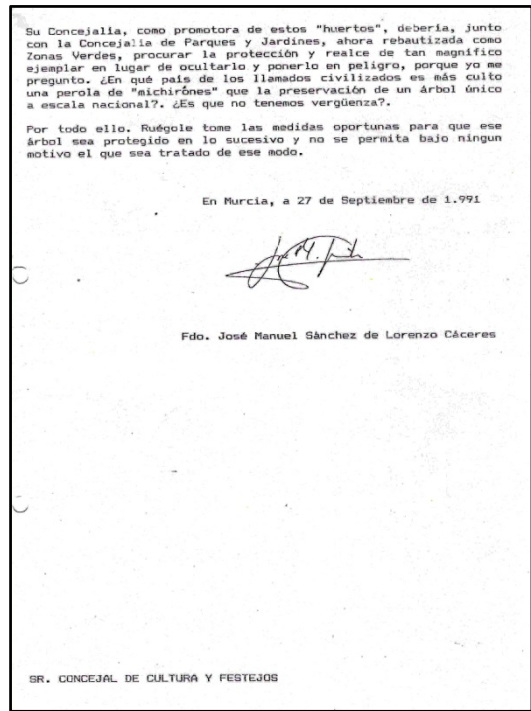 Su Concejalia, como promotora de estos "huertos", deberia, junto
con la Concejalia de Parques y Jardines, ahora rebautizada como
Zonas Verdes, procurar la protección y realce de tan magnífico
ejemplar en lugar de ocultarlo y ponerlo en peligro, porque yo me
pregunto. ¿En qué pais de los llamados civilizados es más culto
una perola de "michirónes" que la preservación de un árbol único
a escala nacional?. ¿Es que no tenemos vergüenza?.
Por todo ello. Ruégole tome las medidas oportunas para que ese
árbol sea protegido en lo sucesivo y no se permita bajo ningun
motivo el que sea tratado de ese modo.
En Murcia, a 27 de Septiembre de 1.991
Fdo. José Manuel Sánchez de Lorenzo Cáceres
SR. CONCEJAL DE CULTURA Y FESTEJOS